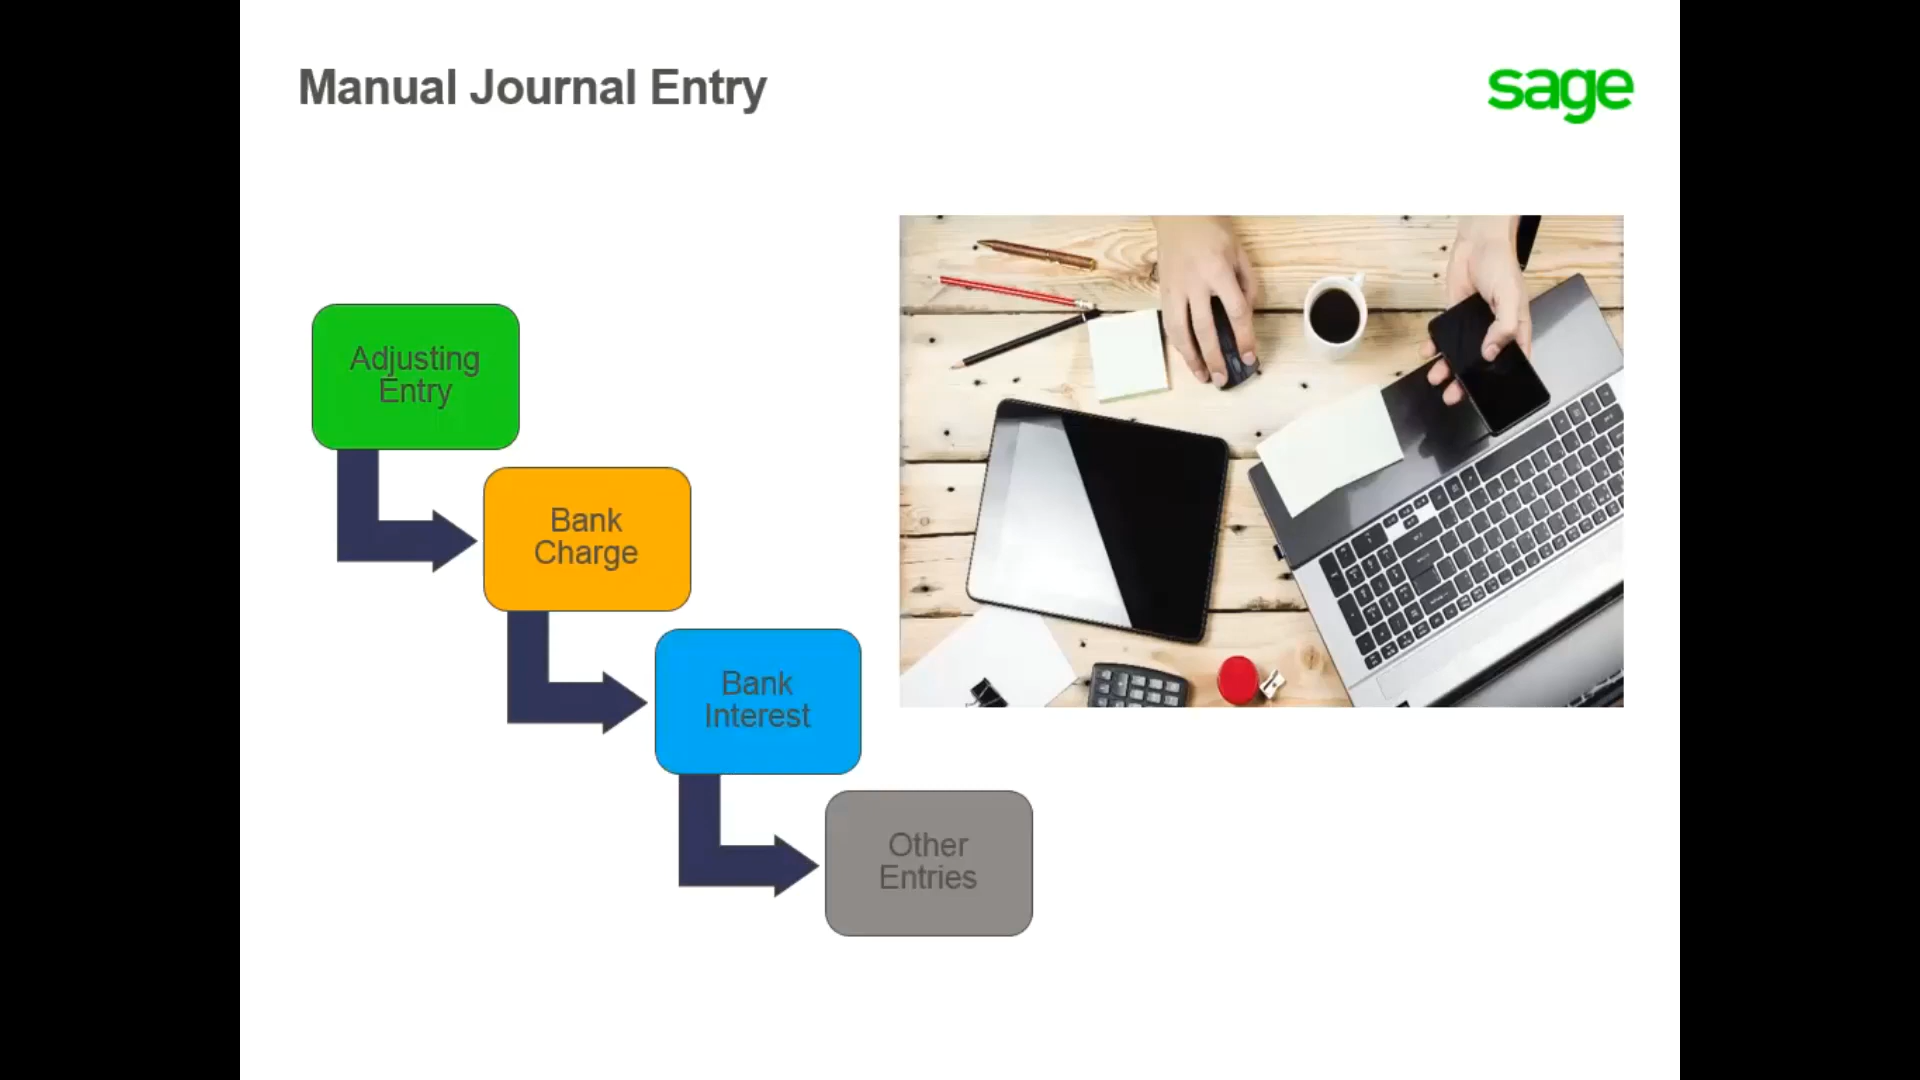 Manual Journal Entry
sage
Adjusting
Entry
Bank
Charge
Bank
Interest
Other
Entries